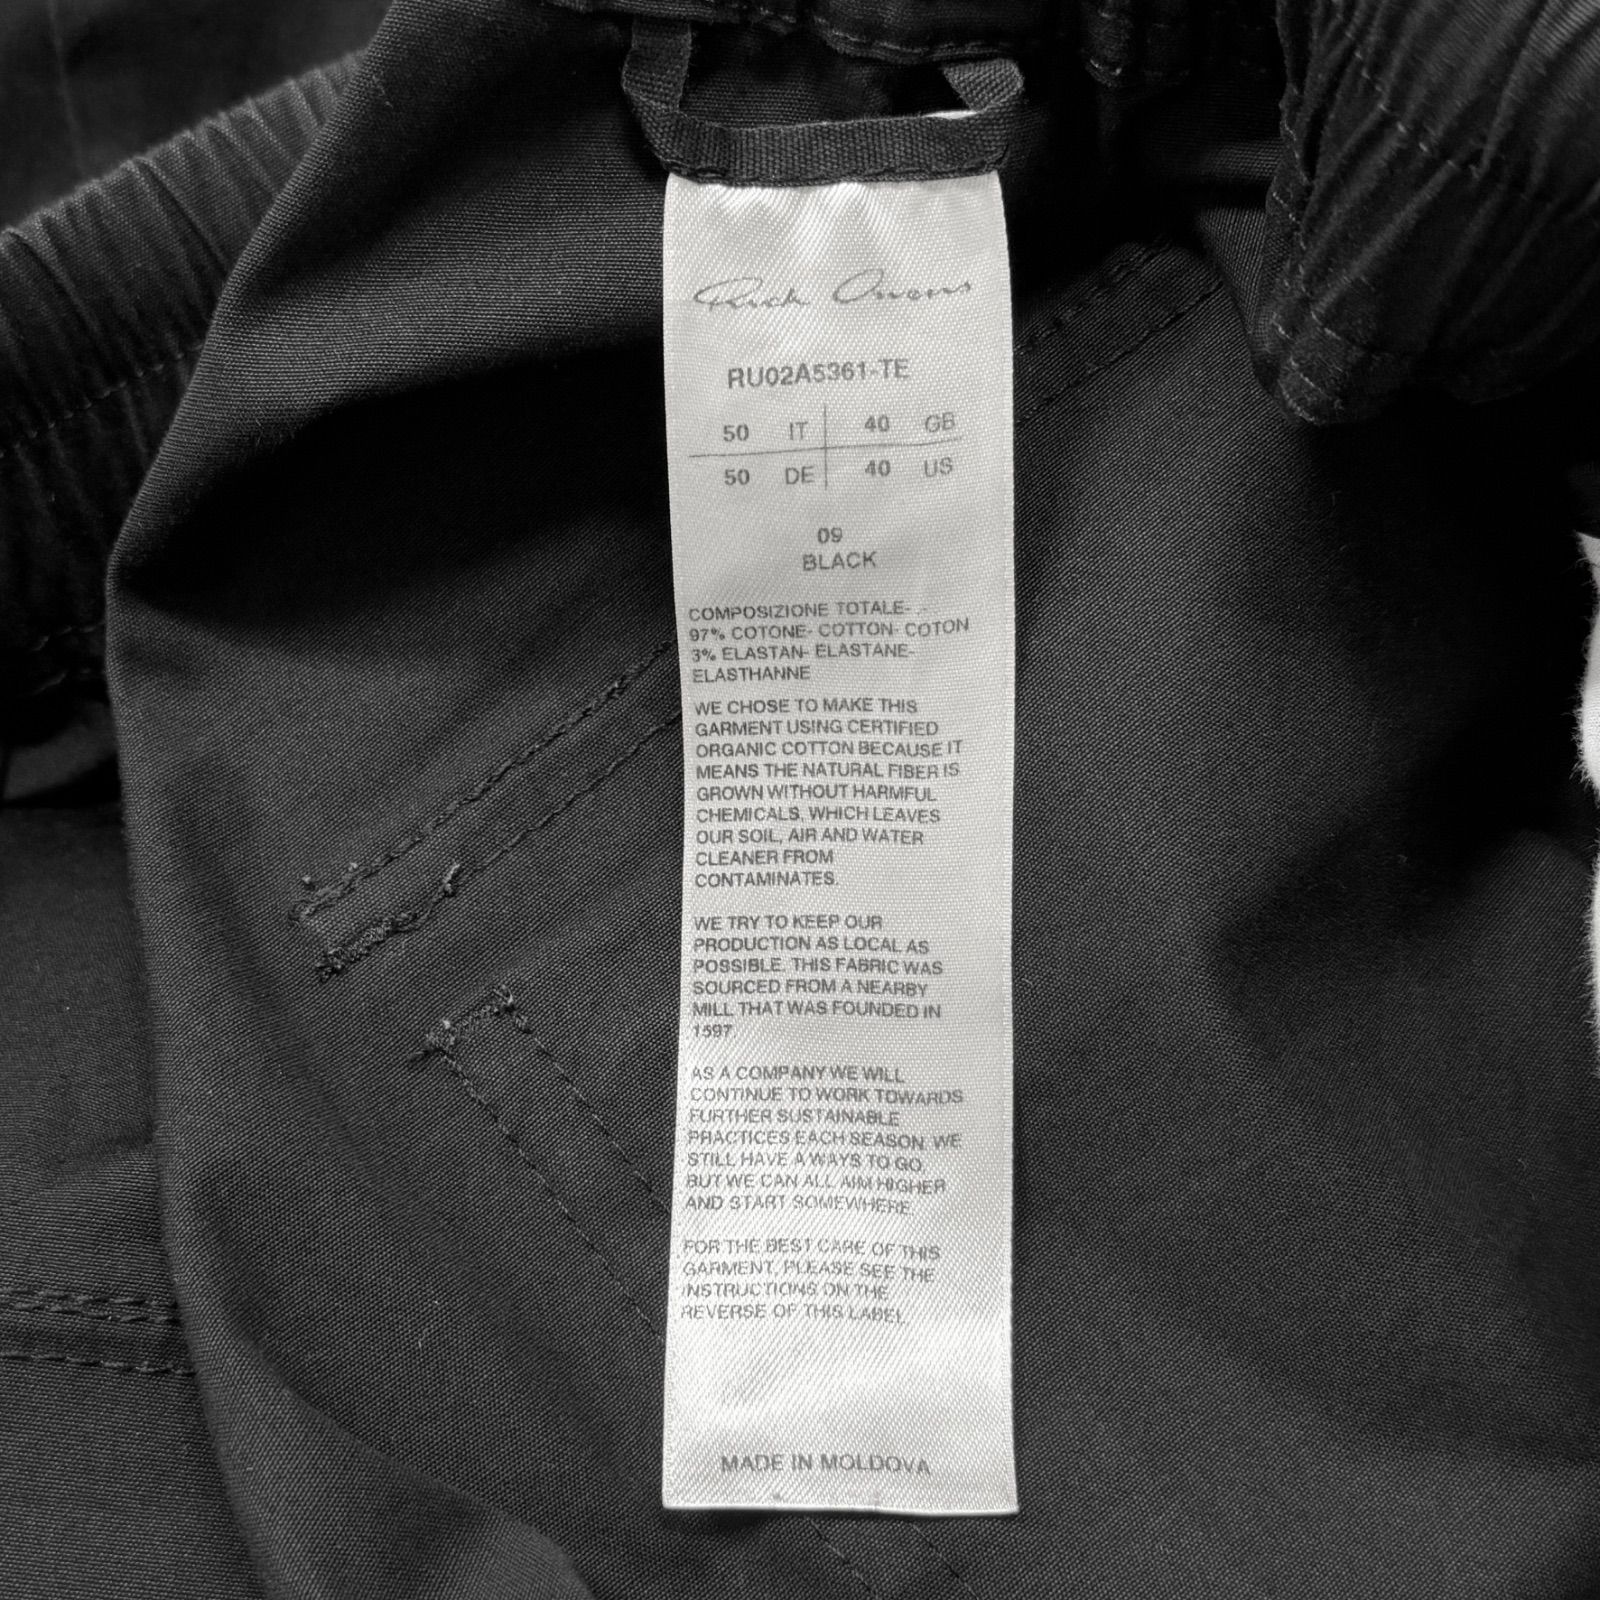 Rick Owens
RU02A5361-TE
50 IT 40 GB
50 DE 40 US
09
BLACK
COMPOSIZIONE TOTALE- .-
97% COTONE- COTTON- COTON
3% ELASTAN- ELASTANE-
ELASTHANNE
WE CHOSE TO MAKE THIS
GARMENT USING CERTIFIED
ORGANIC COTTON BECAUSE IT
MEANS THE NATURAL FIBER IS
GROWN WITHOUT HARMFUL
CHEMICALS, WHICH LEAVES
OUR SOIL, AIR AND WATER
CLEANER FROM
CONTAMINATES.
WE TRY TO KEEP OUR
PRODUCTION AS LOCAL AS
POSSIBLE. THIS FABRIC WAS
SOURCED FROM A NEARBY
MILL THAT WAS FOUNDED IN
1597.
AS A COMPANY WE WILL
CONTINUE TO WORK TOWARDS
FURTHER SUSTAINABLE
PRACTICES EACH SEASON. WE
STILL HAVE A WAYS TO GO,
BUT WE CAN ALL AIM HIGHER
AND START SOMEWHERE.
FOR THE BEST CARE OF THIS
GARMENT, PLEASE SEE THE
INSTRUCTIONS ON THE
REVERSE OF THIS LABEL.
MADE IN MOLDOVA